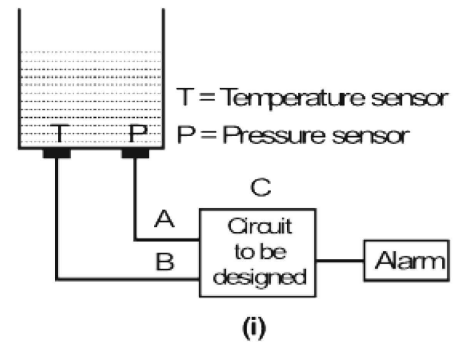 T = Temperature sensor
T P P = Pressure sensor
C
A
Circuit
to be
designed
B
Alarm
(i)